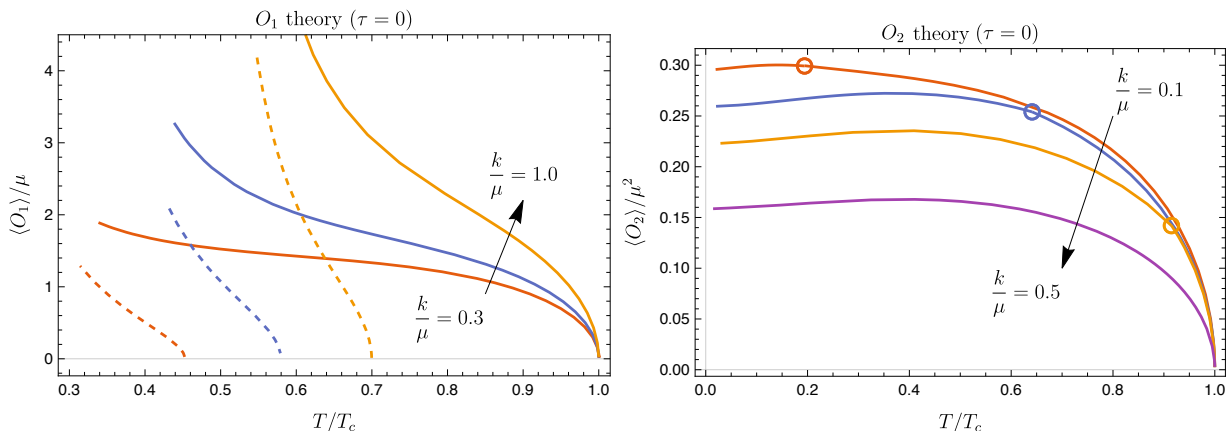 O₁ theory (τ = 0)
⟨O₁⟩/μ
4
3
2
1
0
k/μ = 1.0
k/μ = 0.3
0.3 0.4 0.5 0.6 0.7 0.8 0.9 1.0
T/T_c
O₂ theory (τ = 0)
⟨O₂⟩/μ²
0.30
0.25
0.20
0.15
0.10
0.05
0.00
k/μ = 0.1
k/μ = 0.5
0.0 0.2 0.4 0.6 0.8 1.0
T/T_c